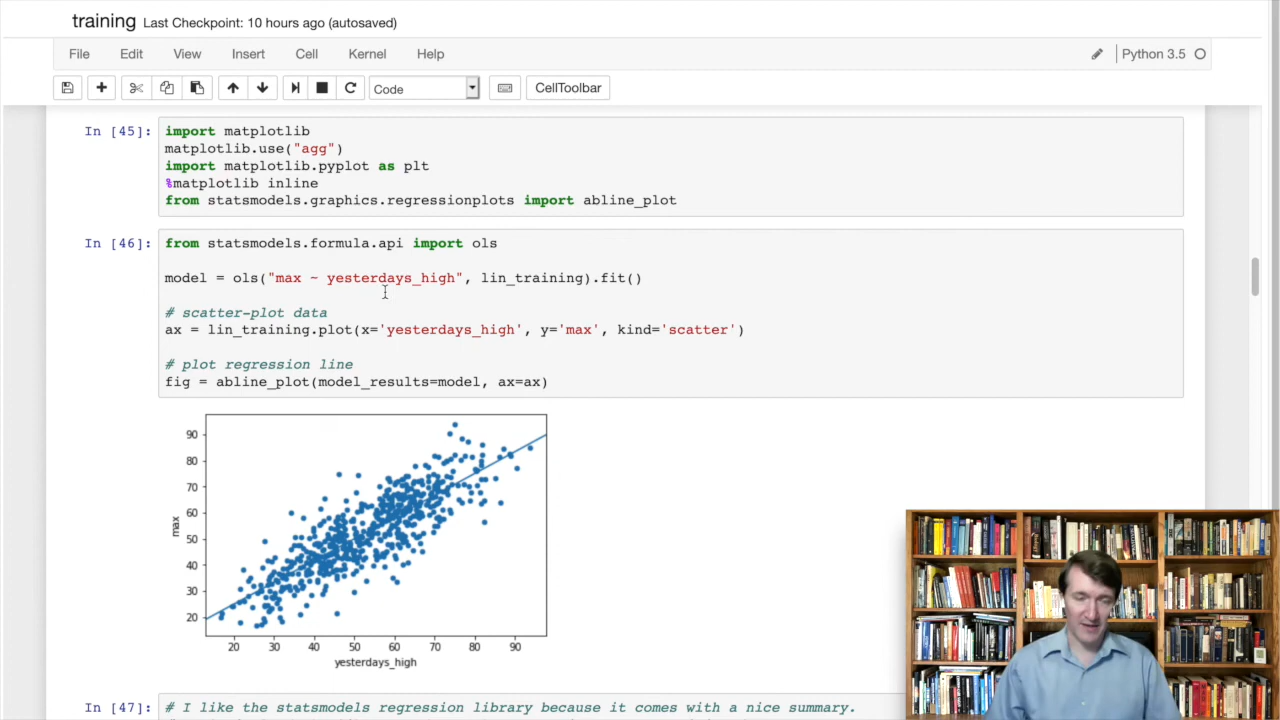 training Last Checkpoint: 10 hours ago (autosaved)
File Edit View Insert Cell Kernel Help
Python 3.5
Code
CellToolbar
In [45]:
import matplotlib
matplotlib.use("agg")
import matplotlib.pyplot as plt
%matplotlib inline
from statsmodels.graphics.regressionplots import abline_plot
In [46]:
from statsmodels.formula.api import ols
model = ols("max ~ yesterdays_high", lin_training).fit()
# scatter-plot data
ax = lin_training.plot(x='yesterdays_high', y='max', kind='scatter')
# plot regression line
fig = abline_plot(model_results=model, ax=ax)
90
80
70
60
50
40
30
20
max
20 30 40 50 60 70 80 90
yesterdays_high
In [47]:
# I like the statsmodels regression library because it comes with a nice summary.